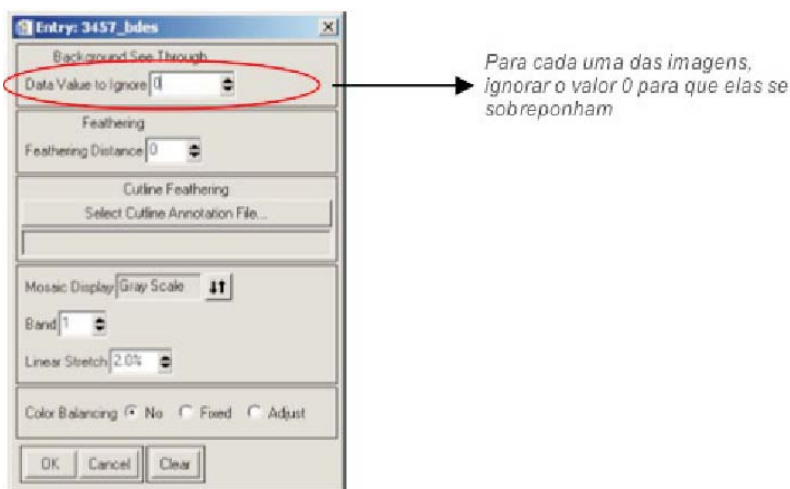 Entry: 3457_bdes
Background See Through
Data Value to Ignore 0
Feathering
Feathering Distance 0
Cutline Feathering
Select Cutline Annotation File...
Mosaic Display Gray Scale
Band 1
Linear Stretch 2.0%
Color Balancing No Fixed Adjust
OK Cancel Clear
Para cada uma das imagens,
ignorar o valor 0 para que elas se
sobreponham